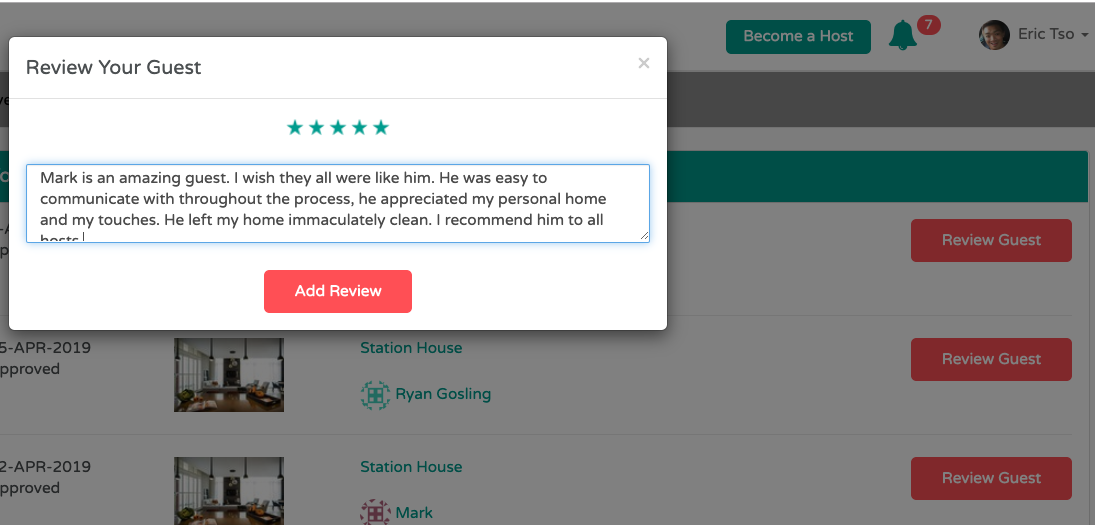 Become a Host
7
Eric Tso
Review Your Guest
×
Mark is an amazing guest. I wish they all were like him. He was easy to
communicate with throughout the process, he appreciated my personal home
and my touches. He left my home immaculately clean. I recommend him to all
hosts.
Add Review
Review Guest
5-APR-2019
pproved
Station House
Ryan Gosling
Review Guest
2-APR-2019
pproved
Station House
Mark
Review Guest